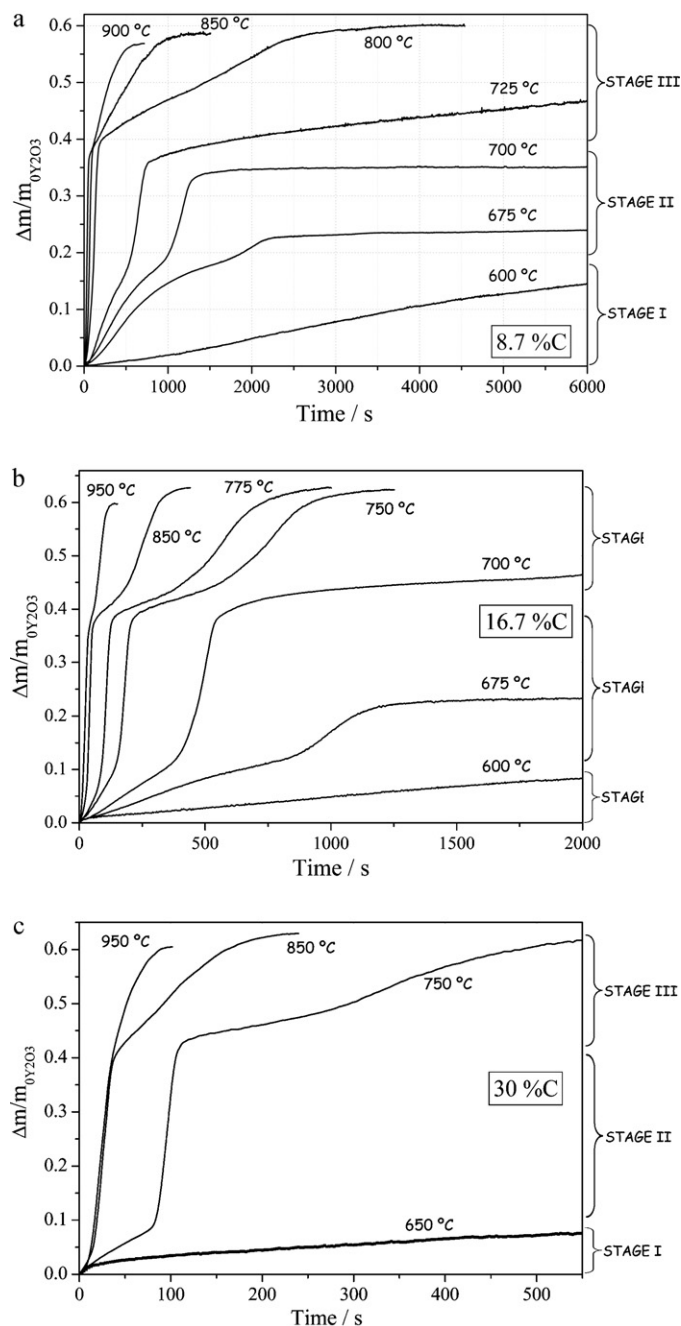 a
0.6
0.5
0.4
0.3
0.2
0.1
0.0
Δm/m0Y2O3
900 °C
850 °C
800 °C
725 °C
700 °C
675 °C
600 °C
8.7 %C
STAGE III
STAGE II
STAGE I
0 1000 2000 3000 4000 5000 6000
Time / s
b
0.6
0.5
0.4
0.3
0.2
0.1
0.0
Δm/m0Y2O3
950 °C
850 °C
775 °C
750 °C
700 °C
16.7 %C
675 °C
600 °C
0 500 1000 1500 2000
Time / s
c
0.6
0.5
0.4
0.3
0.2
0.1
0.0
Δm/m0Y2O3
950 °C
850 °C
750 °C
30 %C
650 °C
STAGE III
STAGE II
STAGE I
0 100 200 300 400 500
Time / s